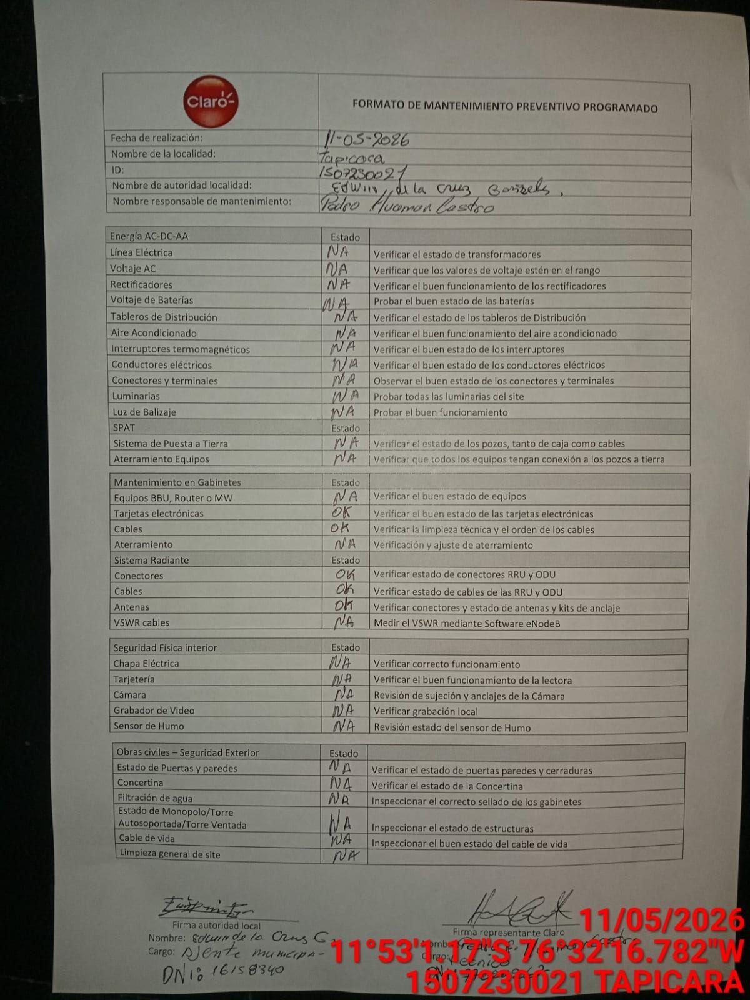 Claro
FORMATO DE MANTENIMIENTO PREVENTIVO PROGRAMADO
Fecha de realización: 11-05-2026
Nombre de la localidad: Tapicara
ID: 1507230021
Nombre de autoridad localidad: Edwin de la Cruz
Nombre responsable de mantenimiento: Pedro Huaman Castro
Energía AC-DC-AA Estado
Línea Eléctrica NA Verificar el estado de transformadores
Voltaje AC NA Verificar que los valores de voltaje estén en el rango
Rectificadores NA Verificar el buen funcionamiento de los rectificadores
Voltaje de Baterías NA Probar el buen estado de las baterías
Tableros de Distribución NA Verificar el estado de los tableros de Distribución
Aire Acondicionado NA Verificar el buen funcionamiento del aire acondicionado
Interruptores termomagnéticos NA Verificar el buen estado de los interruptores
Conductores eléctricos NA Verificar el buen estado de los conductores eléctricos
Conectores y terminales NA Observar el buen estado de los conectores y terminales
Luminarias NA Probar todas las luminarias del site
Luz de Balizaje NA Probar el buen funcionamiento
SPAT Estado
Sistema de Puesta a Tierra NA Verificar el estado de los pozos, tanto de caja como cables
Aterramiento Equipos NA Verificar que todos los equipos tengan conexión a los pozos a tierra
Mantenimiento en Gabinetes Estado
Equipos BBU, Router o MW NA Verificar el buen estado de equipos
Tarjetas electrónicas OK Verificar el buen estado de las tarjetas electrónicas
Cables OK Verificar la limpieza técnica y el orden de los cables
Aterramiento NA Verificación y ajuste de aterramiento
Sistema Radiante Estado
Conectores OK Verificar estado de conectores RRU y ODU
Cables OK Verificar estado de cables de las RRU y ODU
Antenas OK Verificar conectores y estado de antenas y kits de anclaje
VSWR cables NA Medir el VSWR mediante Software eNodeB
Seguridad Física interior Estado
Chapa Eléctrica NA Verificar correcto funcionamiento
Tarjetería NA Verificar el buen funcionamiento de la lectora
Cámara NA Revisión de sujeción y anclajes de la Cámara
Grabador de Video NA Verificar grabación local
Sensor de Humo NA Revisión estado del sensor de Humo
Obras civiles – Seguridad Exterior Estado
Estado de Puertas y paredes NA Verificar el estado de puertas paredes y cerraduras
Concertina NA Verificar el estado de la Concertina
Filtración de agua NA Inspeccionar el correcto sellado de los gabinetes
Estado de Monopolo/Torre
Autosoportada/Torre Ventada NA Inspeccionar el estado de estructuras
Cable de vida NA Inspeccionar el buen estado del cable de vida
Limpieza general de site NA
Firma autoridad local
Nombre: Edwin de la Cruz G.
Cargo: Ajente municipa-
DNI: 16158340
Firma representante Claro
Cargo: Técnico
11/05/2026
11°53'1.17"S 76°32'16.782"W
1507230021 TAPICARA